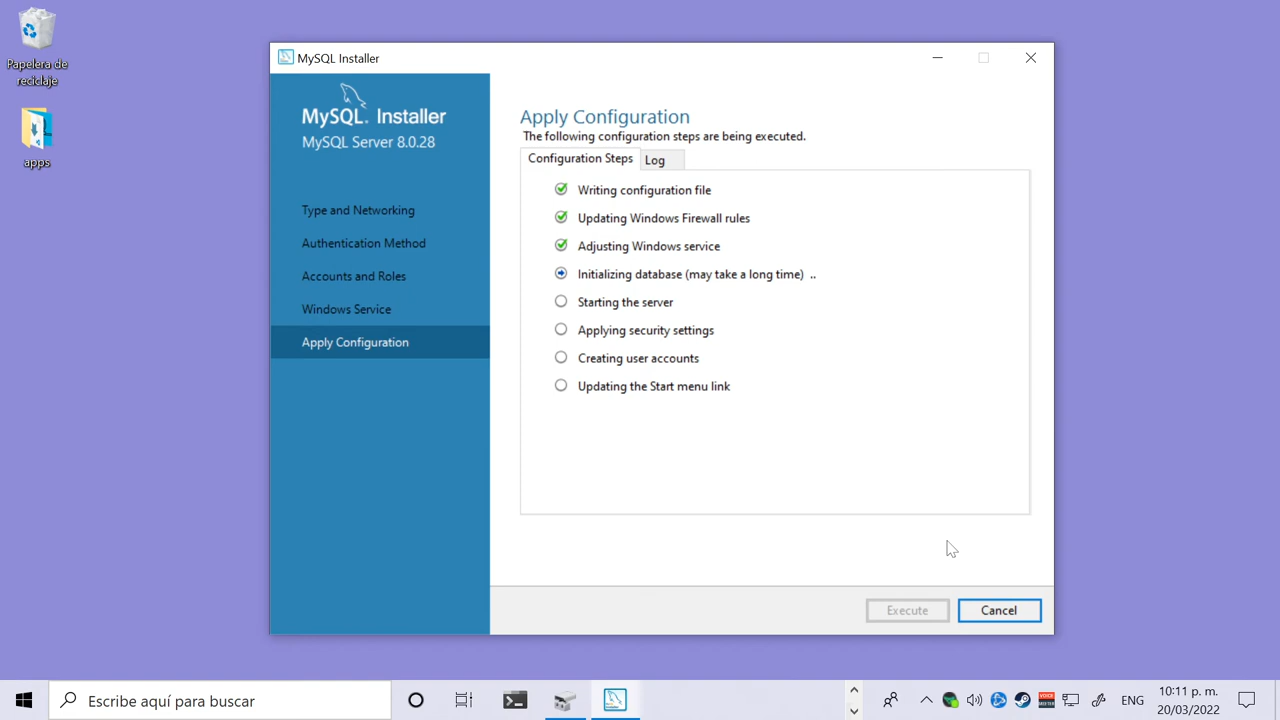 Papelera de
reciclaje
apps
MySQL Installer
MySQL. Installer
MySQL Server 8.0.28
Type and Networking
Authentication Method
Accounts and Roles
Windows Service
Apply Configuration
Apply Configuration
The following configuration steps are being executed.
Configuration Steps
Log
Writing configuration file
Updating Windows Firewall rules
Adjusting Windows service
Initializing database (may take a long time) ..
Starting the server
Applying security settings
Creating user accounts
Updating the Start menu link
Execute
Cancel
Escribe aquí para buscar
ENG
10:11 p. m.
20/03/2022